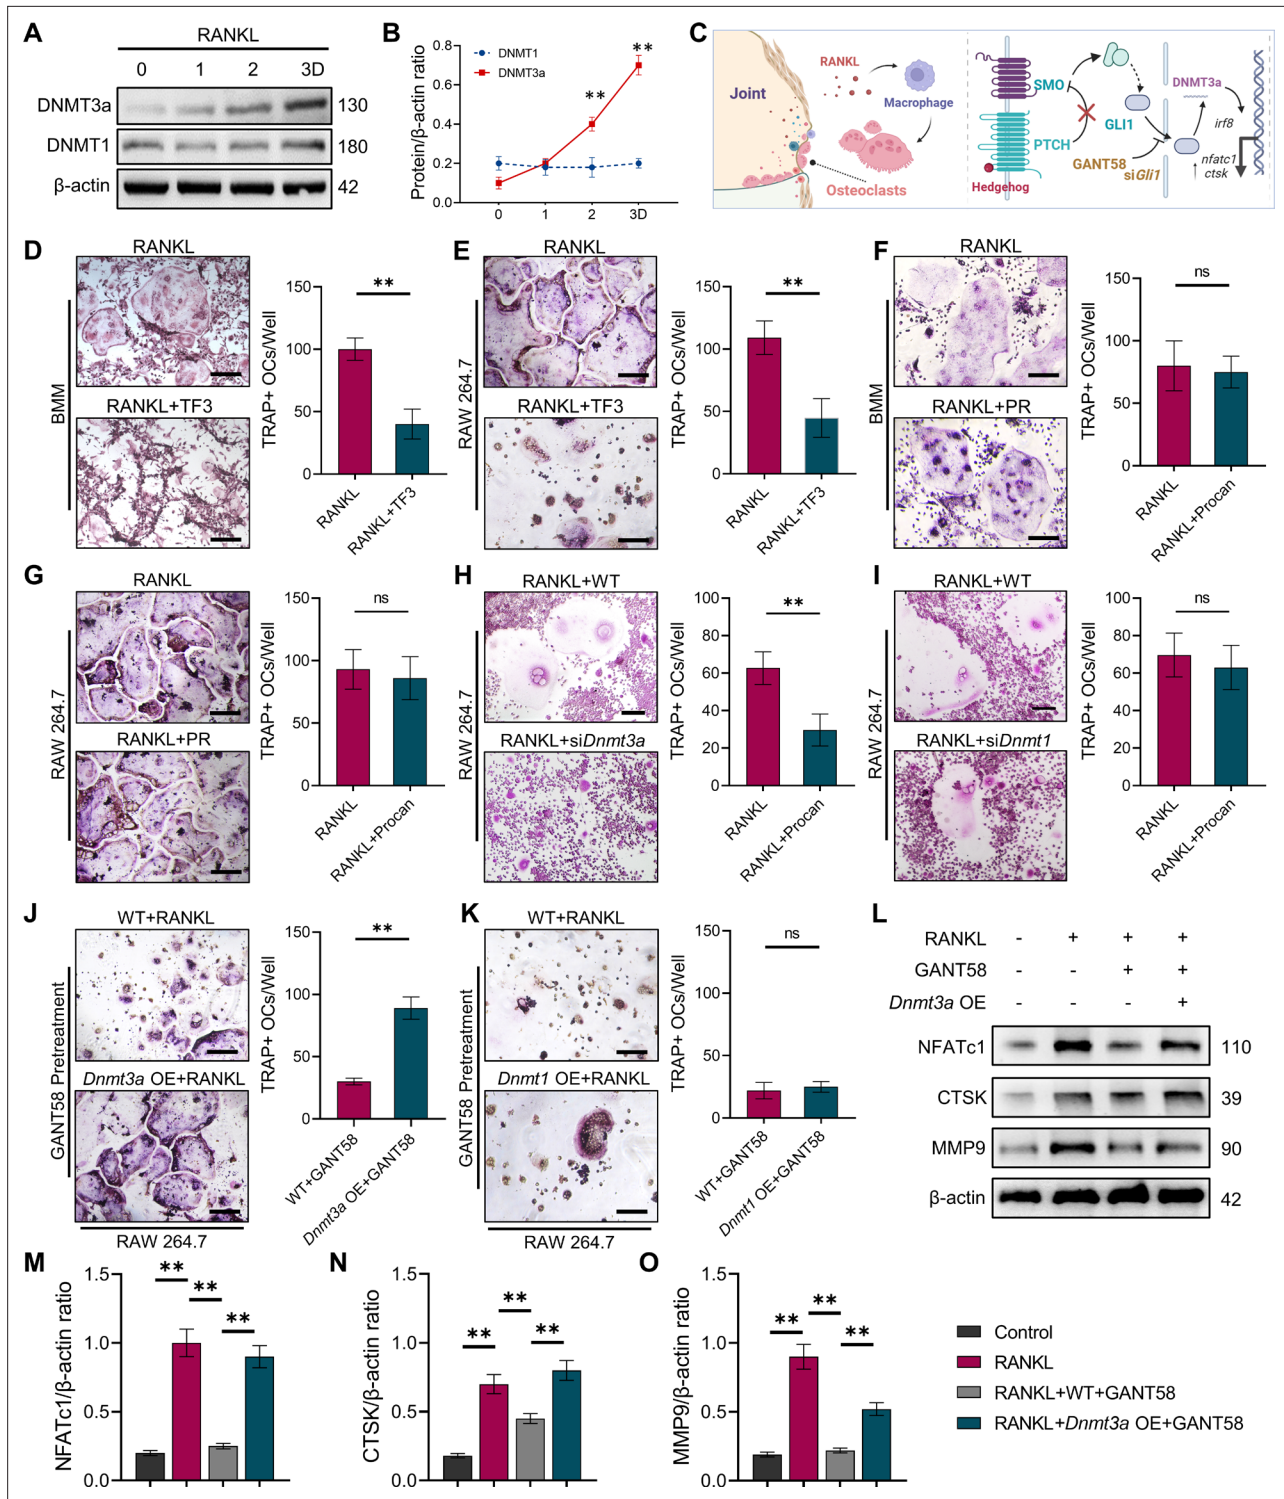 A
RANKL
0 1 2 3D
DNMT3a 130
DNMT1 180
β-actin 42
B
Protein/β-actin ratio
0.8
0.6
0.4
0.2
0.0
DNMT1
DNMT3a
**
**
0 1 2 3D
C
Joint
RANKL
Macrophage
Osteoclasts
SMO
PTCH
Hedgehog
GLI1
GANT58
siGli1
DNMT3a
irf8
nfatc1
ctsk
D
RANKL
RANKL+TF3
BMM
TRAP+ OCs/Well
150
100
50
0
**
RANKL
RANKL+TF3
E
RANKL
RANKL+TF3
RAW 264.7
TRAP+ OCs/Well
150
100
50
0
**
RANKL
RANKL+TF3
F
RANKL
RANKL+PR
BMM
TRAP+ OCs/Well
150
100
50
0
ns
RANKL
RANKL+Procan
G
RANKL
RANKL+PR
RAW 264.7
TRAP+ OCs/Well
150
100
50
0
ns
RANKL
RANKL+Procan
H
RANKL+WT
RANKL+siDnmt3a
RAW 264.7
TRAP+ OCs/Well
100
80
60
40
20
0
**
RANKL
RANKL+Procan
I
RANKL+WT
RANKL+siDnmt1
RAW 264.7
TRAP+ OCs/Well
100
80
60
40
20
0
ns
RANKL
RANKL+Procan
J
WT+RANKL
Dnmt3a OE+RANKL
GANT58 Pretreatment
RAW 264.7
TRAP+ OCs/Well
150
100
50
0
**
WT+GANT58
Dnmt3a OE+GANT58
K
WT+RANKL
Dnmt1 OE+RANKL
GANT58 Pretreatment
RAW 264.7
TRAP+ OCs/Well
150
100
50
0
ns
WT+GANT58
Dnmt1 OE+GANT58
L
RANKL - + + +
GANT58 - - + +
Dnmt3a OE - - - +
NFATc1 110
CTSK 39
MMP9 90
β-actin 42
M
NFATc1/β-actin ratio
1.5
1.0
0.5
0.0
**
**
**
N
CTSK/β-actin ratio
1.5
1.0
0.5
0.0
**
**
**
O
MMP9/β-actin ratio
1.5
1.0
0.5
0.0
**
**
**
Control
RANKL
RANKL+WT+GANT58
RANKL+Dnmt3a OE+GANT58